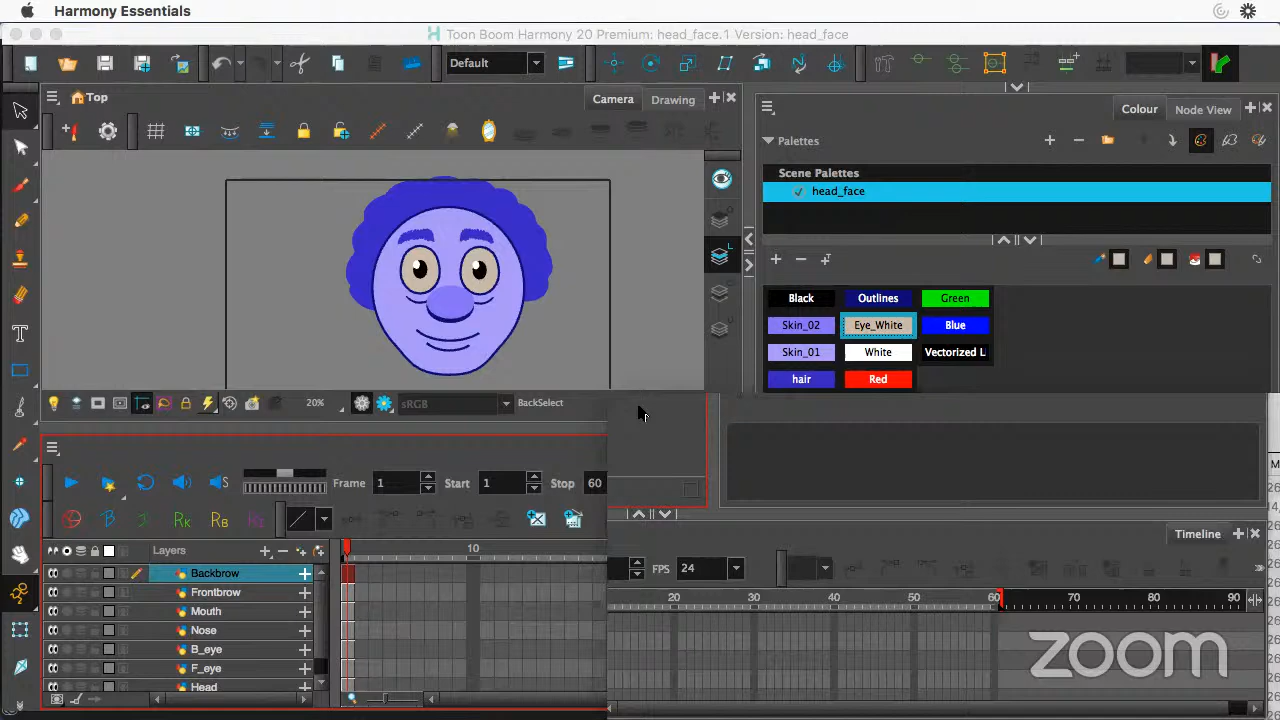 Harmony Essentials
Toon Boom Harmony 20 Premium: head_face.1 Version: head_face
Default
Top
Camera
Drawing
Colour
Node View
Palettes
Scene Palettes
head_face
Black
Outlines
Green
Skin_02
Eye_White
Blue
Skin_01
White
Vectorized L
hair
Red
20%
sRGB
BackSelect
Frame
1
Start
1
Stop
60
RK
RB
Layers
10
Backbrow
Frontbrow
Mouth
Nose
B_eye
F_eye
Head
Timeline
FPS
24
20 30 40 50 60 70 80 90
zoom